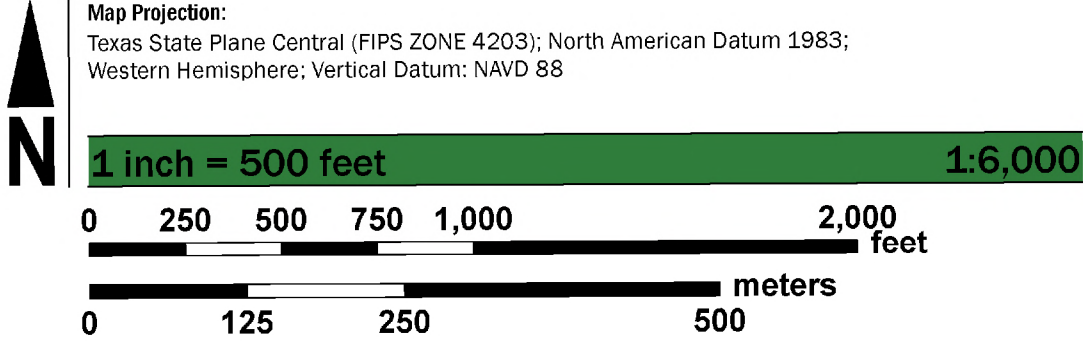 Map Projection:
Texas State Plane Central (FIPS ZONE 4203); North American Datum 1983;
Western Hemisphere; Vertical Datum: NAVD 88
N
1 inch = 500 feet 1:6,000
0 250 500 750 1,000 2,000
feet
meters
0 125 250 500